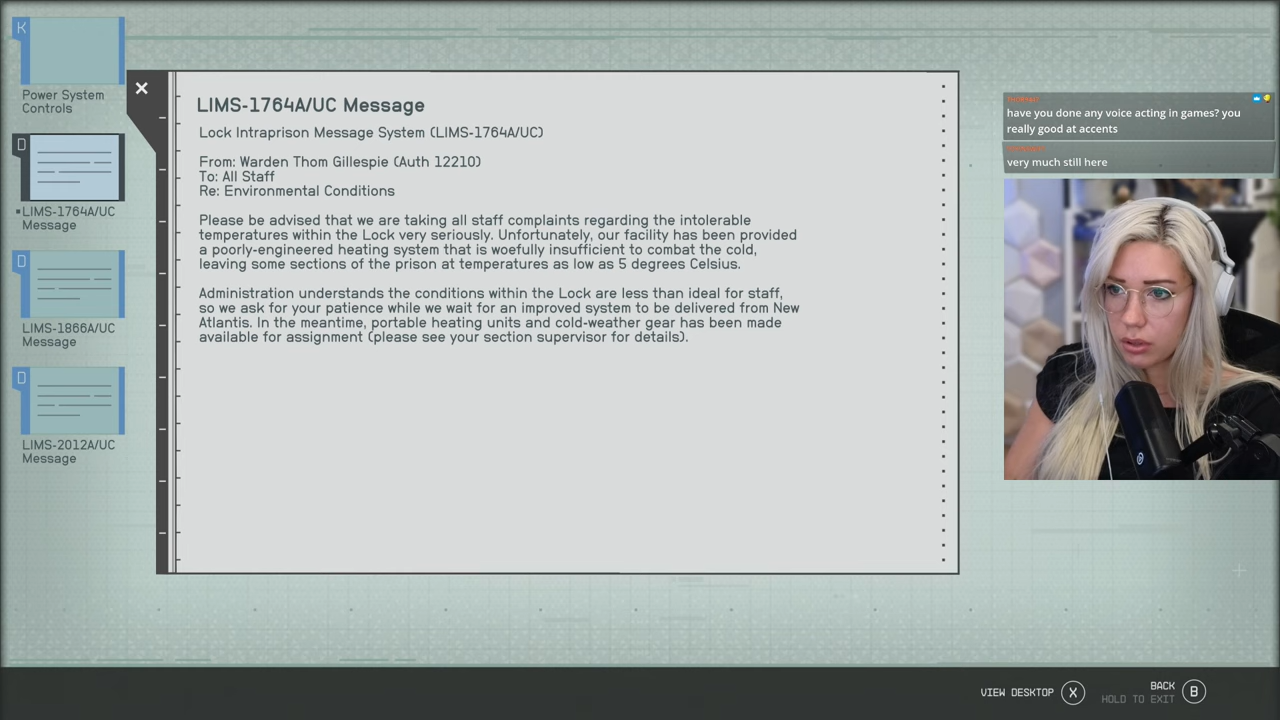 K
Power System
Controls
D
LIMS-1764A/UC
Message
D
LIMS-1866A/UC
Message
D
LIMS-2012A/UC
Message
LIMS-1764A/UC Message
Lock Intraprison Message System (LIMS-1764A/UC)
From: Warden Thom Gillespie (Auth 12210)
To: All Staff
Re: Environmental Conditions
Please be advised that we are taking all staff complaints regarding the intolerable
temperatures within the Lock very seriously. Unfortunately, our facility has been provided
a poorly-engineered heating system that is woefully insufficient to combat the cold,
leaving some sections of the prison at temperatures as low as 5 degrees Celsius.
Administration understands the conditions within the Lock are less than ideal for staff,
so we ask for your patience while we wait for an improved system to be delivered from New
Atlantis. In the meantime, portable heating units and cold-weather gear has been made
available for assignment (please see your section supervisor for details).
have you done any voice acting in games? you
really good at accents
very much still here
VIEW DESKTOP X
BACK B
HOLD TO EXIT